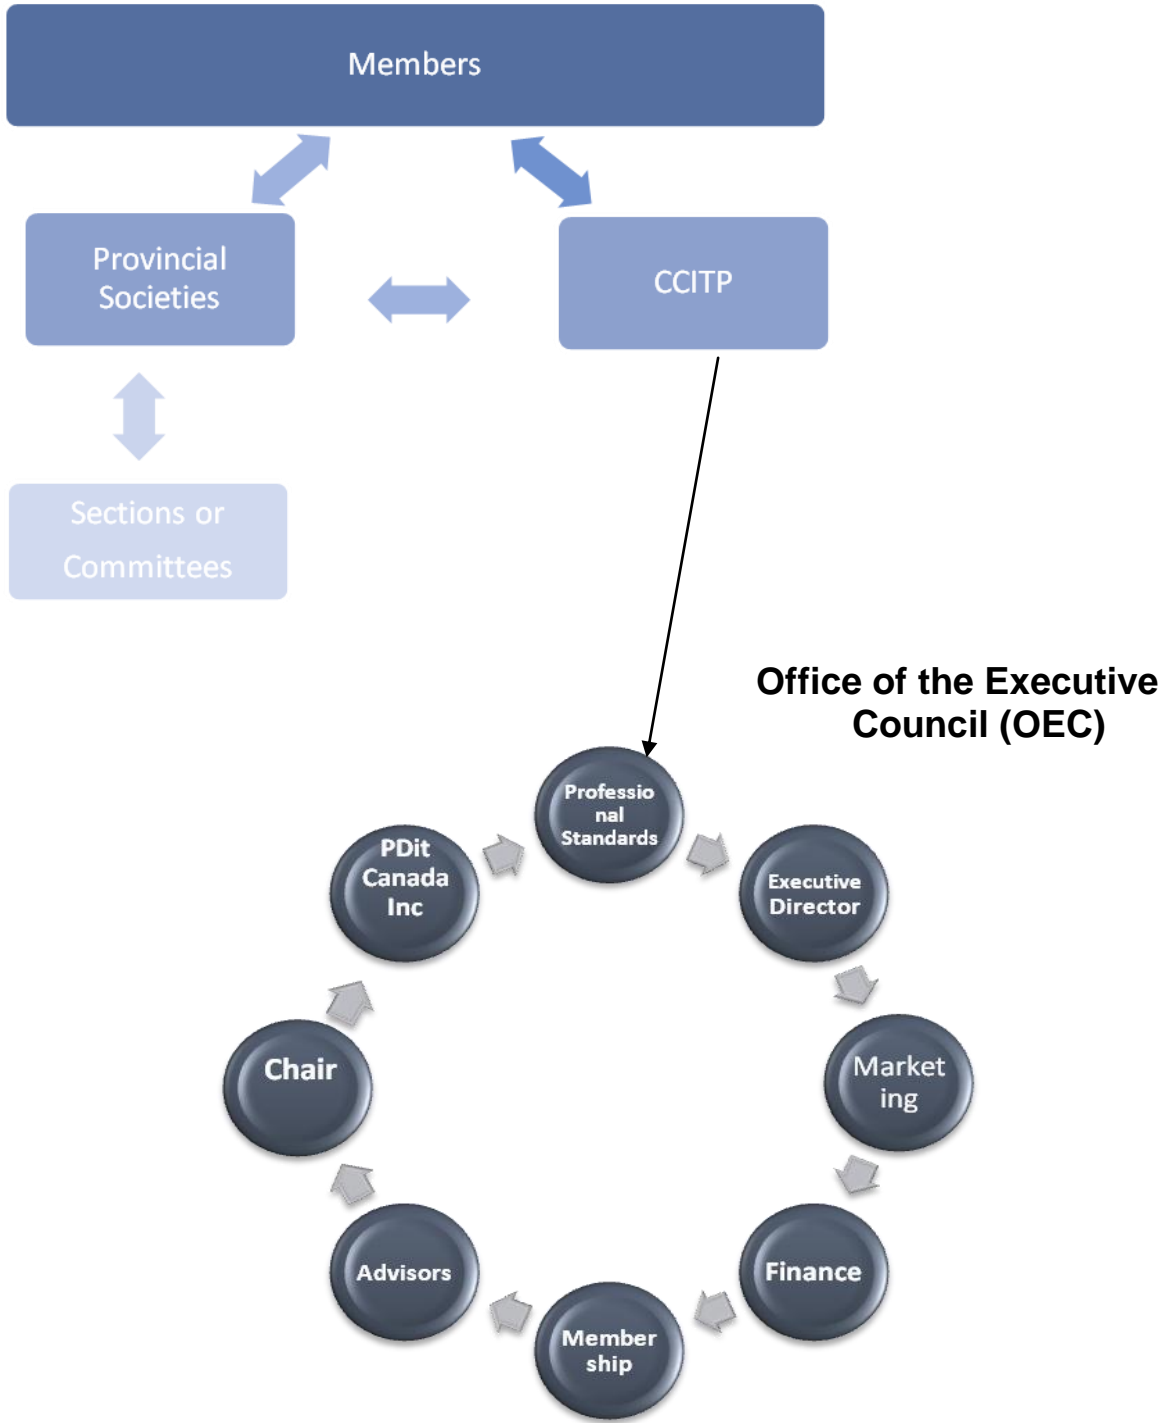 Members
Provincial
Societies
CCITP
Sections or
Committees
Office of the Executive
Council (OEC)
Professio
nal
Standards
PDit
Canada
Inc
Executive
Director
Chair
Market
ing
Advisors
Finance
Member
ship